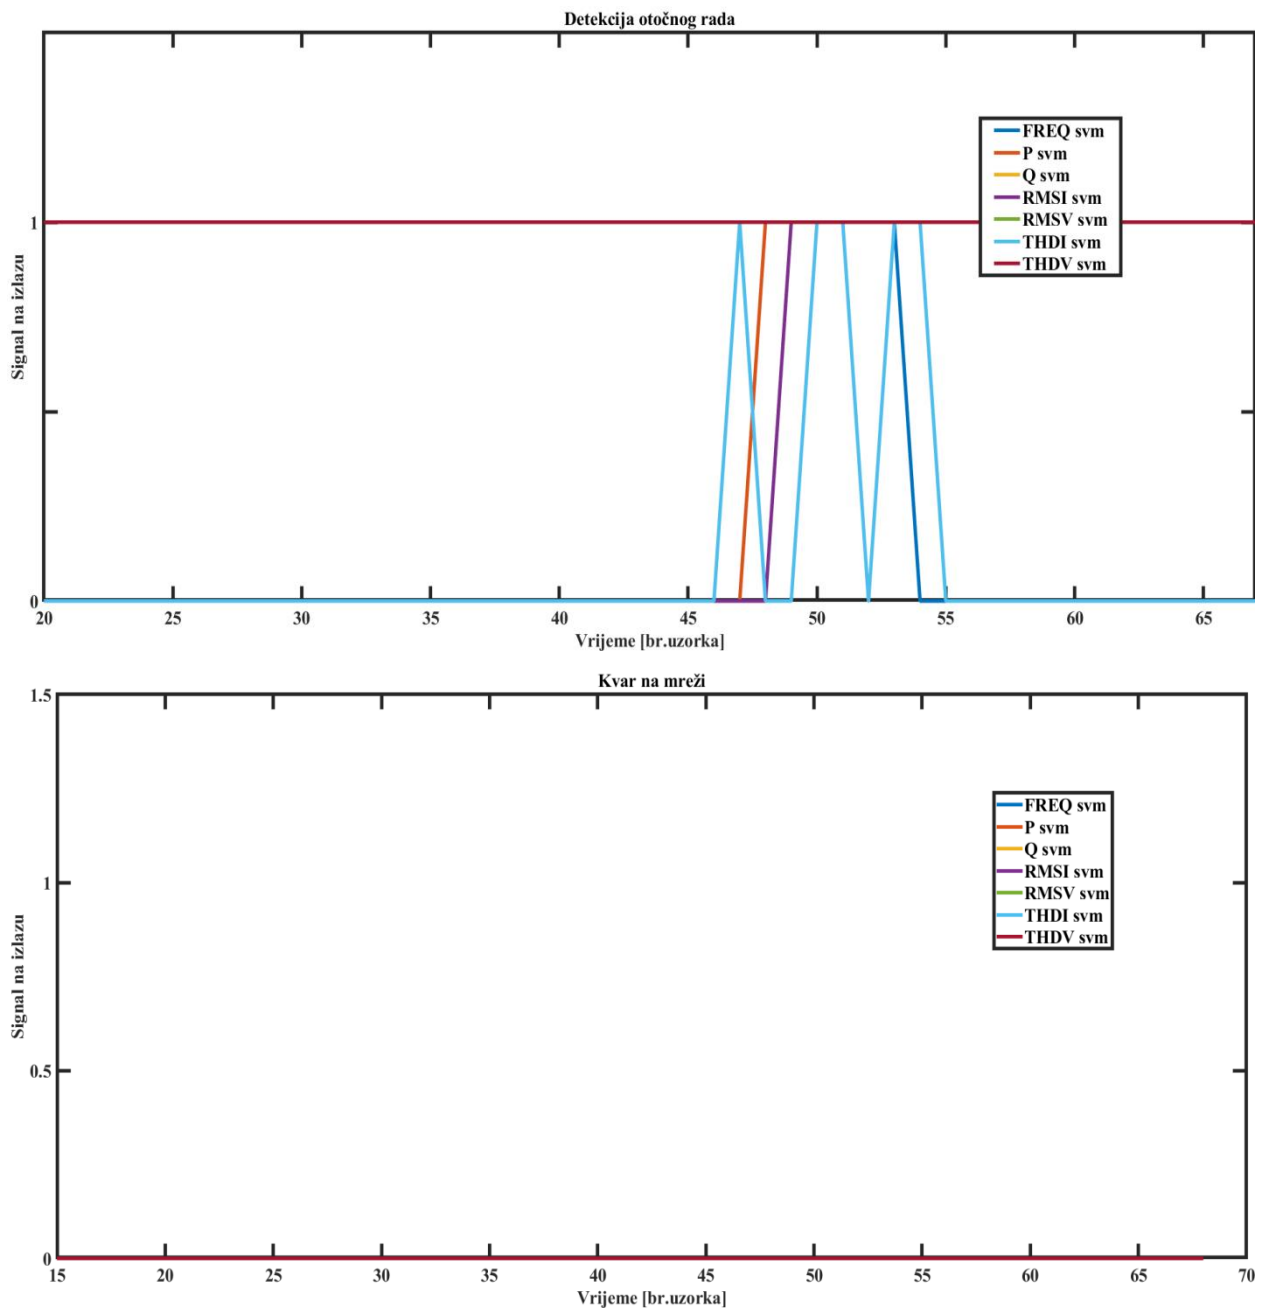 Detekcija otočnog rada
Signal na izlazu
1
0
FREQ svm
P svm
Q svm
RMSI svm
RMSV svm
THDI svm
THDV svm
20 25 30 35 40 45 50 55 60 65
Vrijeme [br.uzorka]
Kvar na mreži
Signal na izlazu
1.5
1
0.5
0
FREQ svm
P svm
Q svm
RMSI svm
RMSV svm
THDI svm
THDV svm
15 20 25 30 35 40 45 50 55 60 65 70
Vrijeme [br.uzorka]